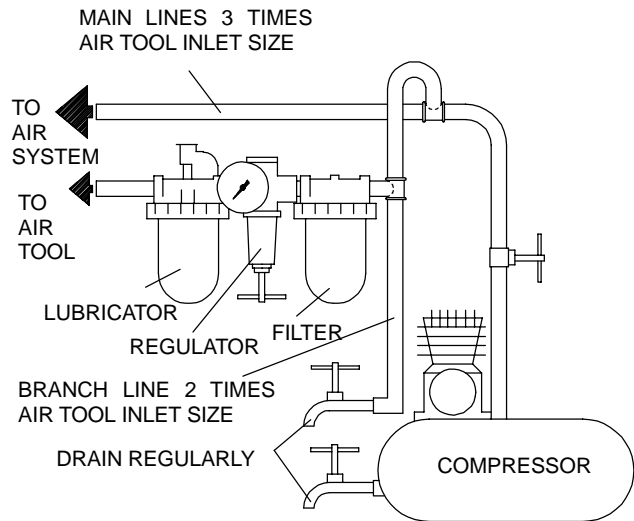 MAIN LINES 3 TIMES
AIR TOOL INLET SIZE
TO
AIR
SYSTEM
TO
AIR
TOOL
LUBRICATOR
REGULATOR
FILTER
BRANCH LINE 2 TIMES
AIR TOOL INLET SIZE
DRAIN REGULARLY
COMPRESSOR